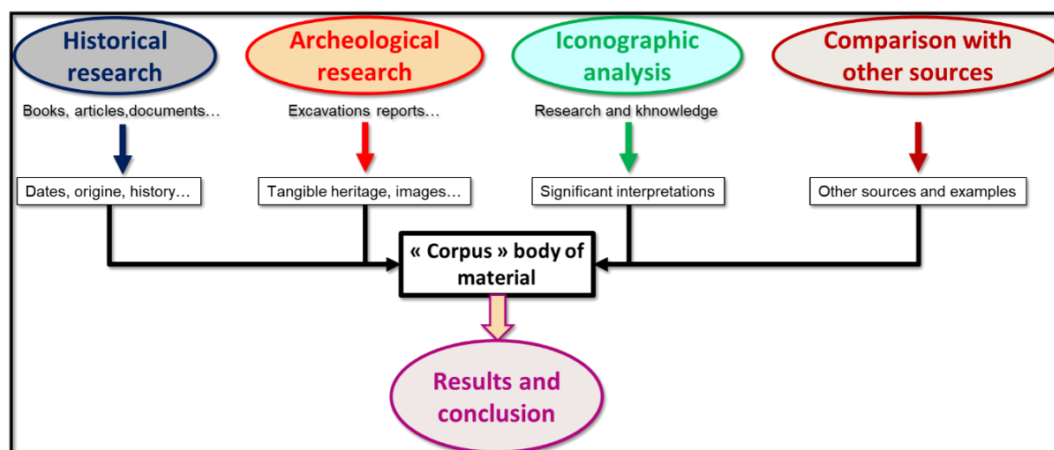 Historical
research
Archeological
research
Iconographic
analysis
Comparison with
other sources
Books, articles,documents…
Excavations reports…
Research and khnowledge
Dates, origine, history…
Tangible heritage, images…
Significant interpretations
Other sources and examples
« Corpus » body of
material
Results and
conclusion